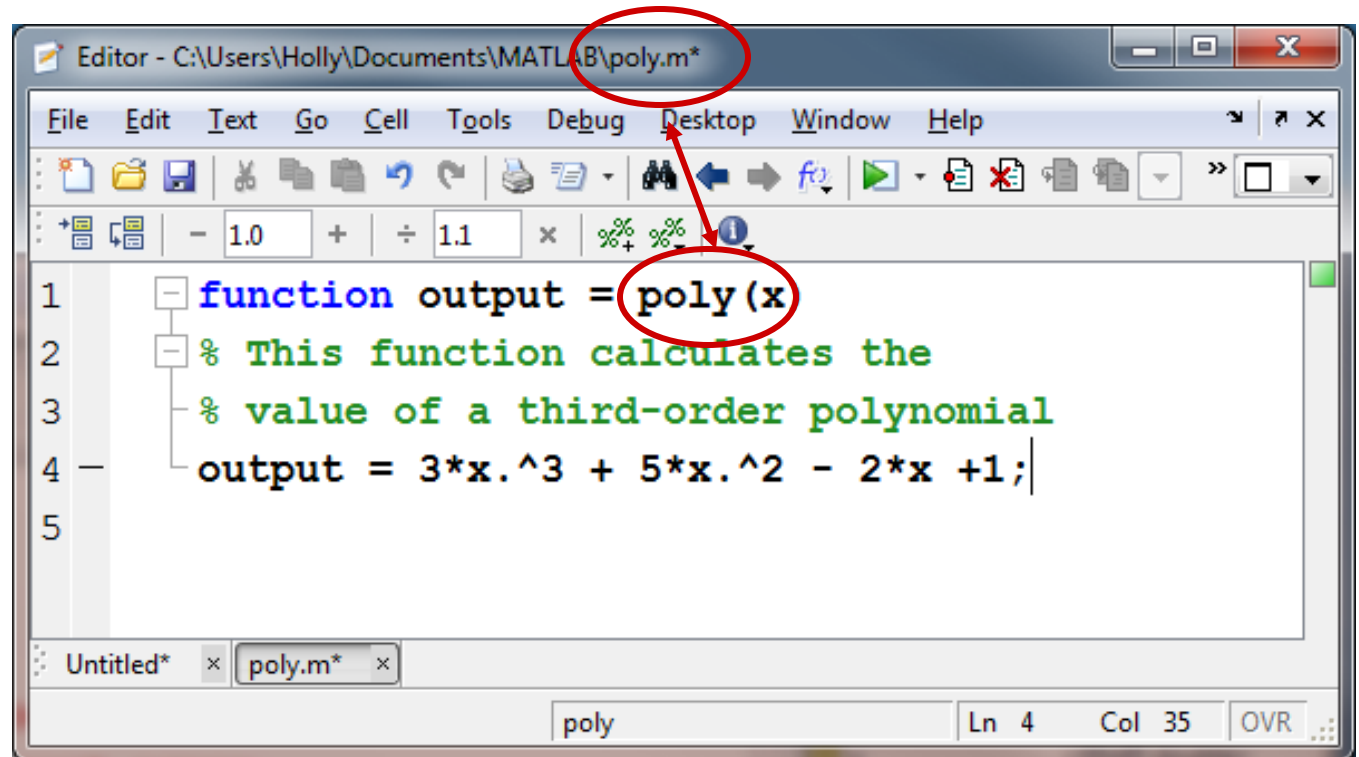 Editor - C:\Users\Holly\Documents\MATLAB\poly.m*
File Edit Text Go Cell Tools Debug Desktop Window Help
- 1.0 + ÷ 1.1 ×
1 function output = poly(x
2 % This function calculates the
3 % value of a third-order polynomial
4 — output = 3*x.^3 + 5*x.^2 - 2*x +1;
5
Untitled* × poly.m* ×
poly Ln 4 Col 35 OVR